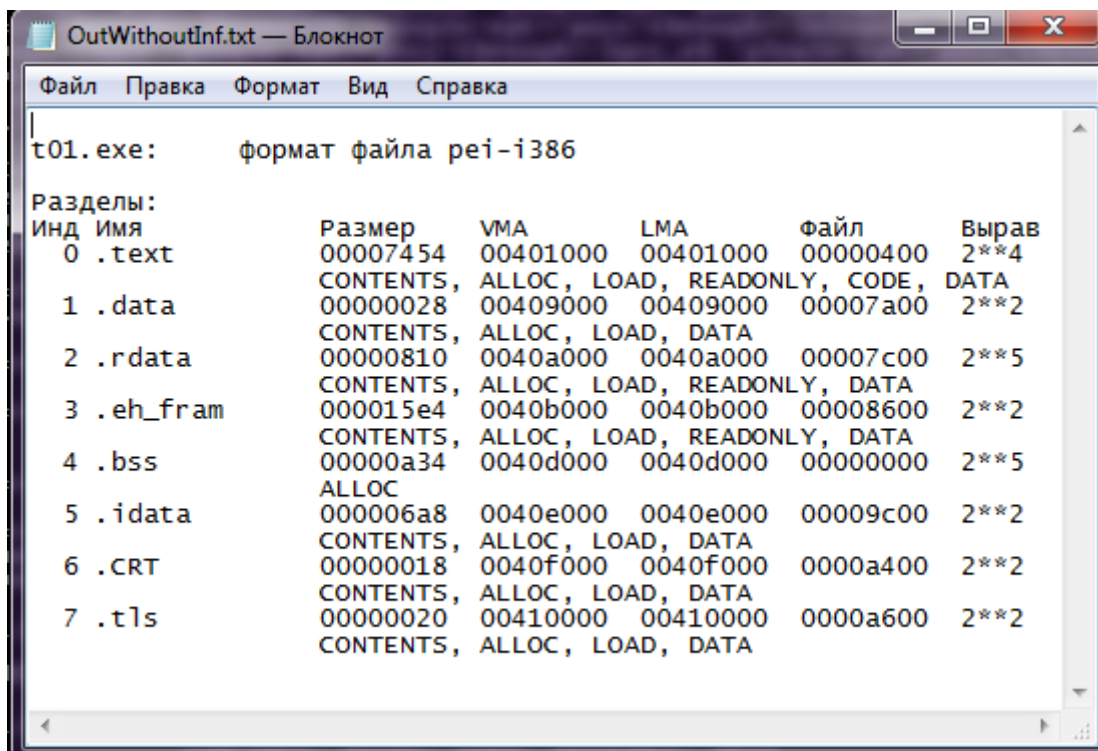 OutWithoutInf.txt — Блокнот
Файл Правка Формат Вид Справка
t01.exe: формат файла pei-i386
Разделы:
Инд Имя Размер VMA LMA Файл Вырав
0 .text 00007454 00401000 00401000 00000400 2**4
CONTENTS, ALLOC, LOAD, READONLY, CODE, DATA
1 .data 00000028 00409000 00409000 00007a00 2**2
CONTENTS, ALLOC, LOAD, DATA
2 .rdata 00000810 0040a000 0040a000 00007c00 2**5
CONTENTS, ALLOC, LOAD, READONLY, DATA
3 .eh_fram 000015e4 0040b000 0040b000 00008600 2**2
CONTENTS, ALLOC, LOAD, READONLY, DATA
4 .bss 00000a34 0040d000 0040d000 00000000 2**5
ALLOC
5 .idata 000006a8 0040e000 0040e000 00009c00 2**2
CONTENTS, ALLOC, LOAD, DATA
6 .CRT 00000018 0040f000 0040f000 0000a400 2**2
CONTENTS, ALLOC, LOAD, DATA
7 .tls 00000020 00410000 00410000 0000a600 2**2
CONTENTS, ALLOC, LOAD, DATA